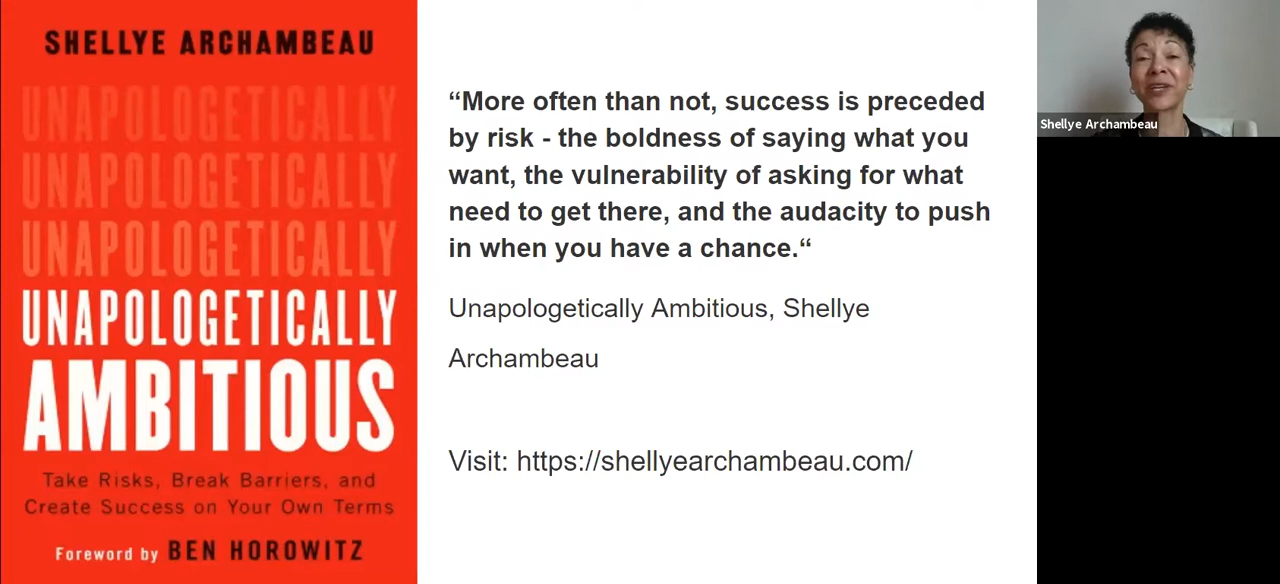 SHELLYE ARCHAMBEAU
UNAPOLOGETICALLY
UNAPOLOGETICALLY
UNAPOLOGETICALLY
UNAPOLOGETICALLY
AMBITIOUS
Take Risks, Break Barriers, and
Create Success on Your Own Terms
Foreword by BEN HOROWITZ
“More often than not, success is preceded
by risk - the boldness of saying what you
want, the vulnerability of asking for what
need to get there, and the audacity to push
in when you have a chance.“
Unapologetically Ambitious, Shellye
Archambeau
Visit: https://shellyearchambeau.com/
Shellye Archambeau